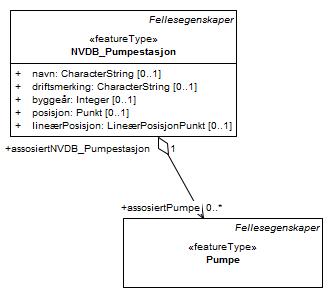 Fellesegenskaper
«featureType»
NVDB_Pumpestasjon
+ navn: CharacterString [0..1]
+ driftsmerking: CharacterString [0..1]
+ byggeår: Integer [0..1]
+ posisjon: Punkt [0..1]
+ lineærPosisjon: LineærPosisjonPunkt [0..1]
+assosiertNVDB_Pumpestasjon 1
+assosiertPumpe 0..*
Fellesegenskaper
«featureType»
Pumpe